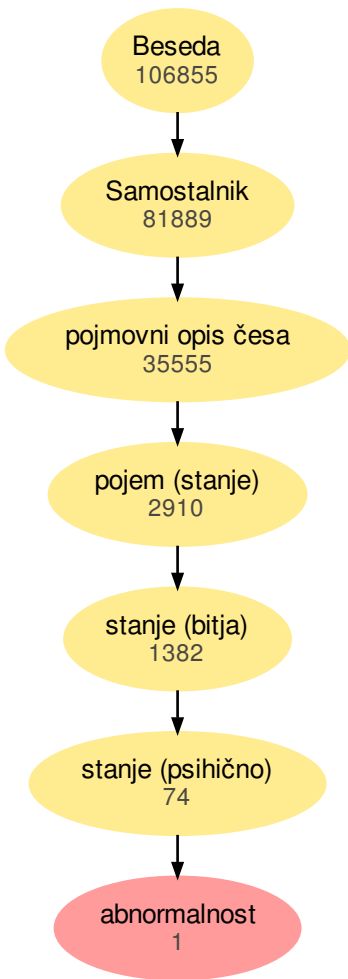 Beseda
106855
Samostalnik
81889
pojmovni opis česa
35555
pojem (stanje)
2910
stanje (bitja)
1382
stanje (psihično)
74
abnormalnost
1